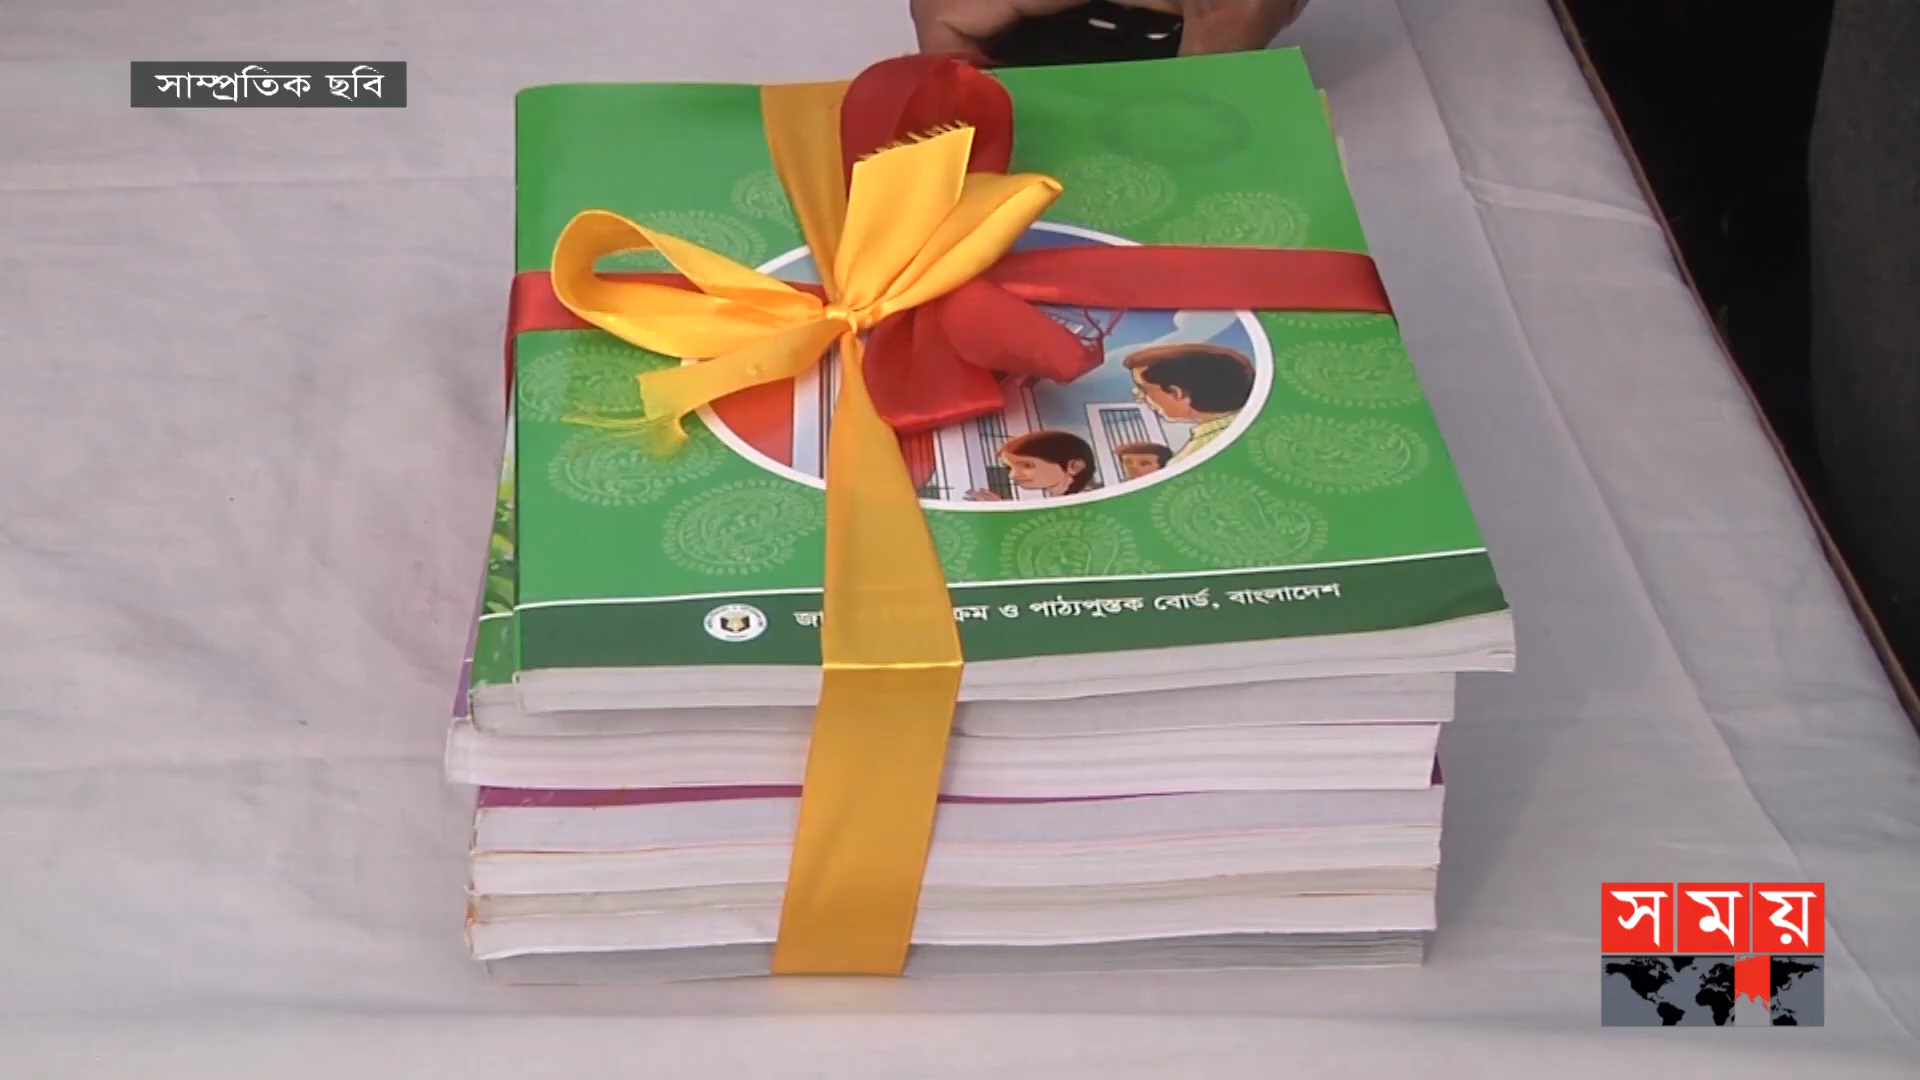 সাম্প্রতিক ছবি
ক্রম ও পাঠ্যপুস্তক বোর্ড, বাংলাদেশ
সময়